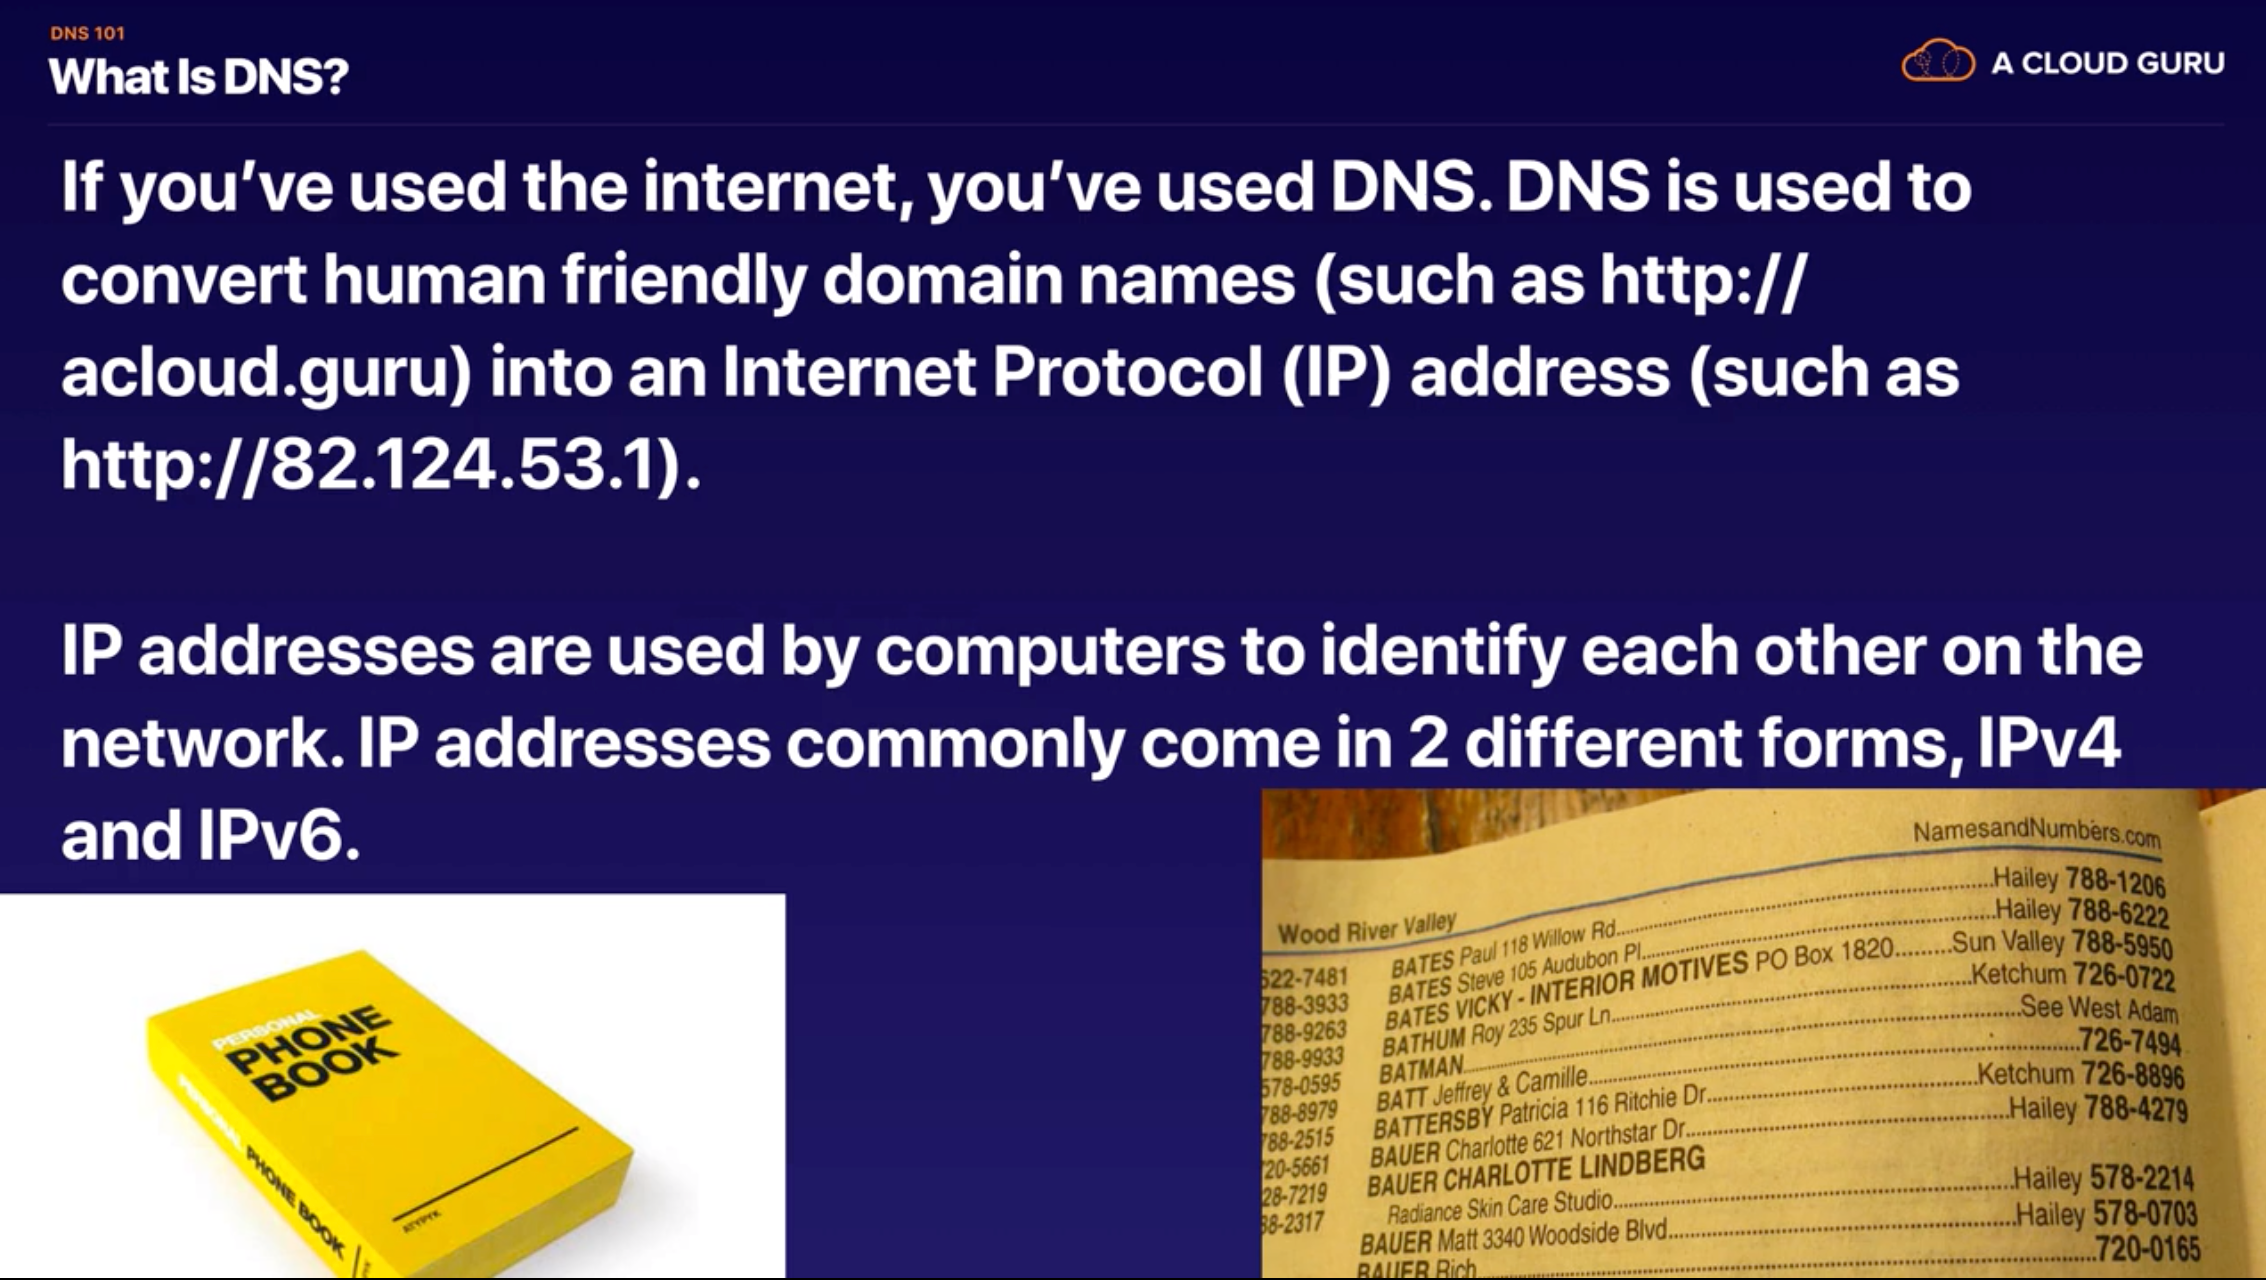 DNS 101
What Is DNS?
A CLOUD GURU
If you've used the internet, you've used DNS. DNS is used to
convert human friendly domain names (such as http://
acloud.guru) into an Internet Protocol (IP) address (such as
http://82.124.53.1).
IP addresses are used by computers to identify each other on the
network. IP addresses commonly come in 2 different forms, IPv4
and IPv6.
PERSONAL
PHONE
BOOK
ATYPYK
PERSONAL PHONE BOOK
NamesandNumbers.com
Wood River Valley
622-7481
788-3933
788-9263
788-9933
578-0595
788-8979
788-2515
20-5661
28-7219
38-2317
BATES Paul 118 Willow Rd..........Hailey 788-1206
BATES Steve 105 Audubon Pl..........Hailey 788-6222
BATES VICKY - INTERIOR MOTIVES PO Box 1820..........Sun Valley 788-5950
BATHUM Roy 235 Spur Ln..........Ketchum 726-0722
BATMAN..........See West Adam
BATT Jeffrey & Camille..........726-7494
BATTERSBY Patricia 116 Ritchie Dr..........Ketchum 726-8896
BAUER Charlotte 621 Northstar Dr..........Hailey 788-4279
BAUER CHARLOTTE LINDBERG
Radiance Skin Care Studio..........Hailey 578-2214
BAUER Matt 3340 Woodside Blvd..........Hailey 578-0703
BAUER Rich..........720-0165